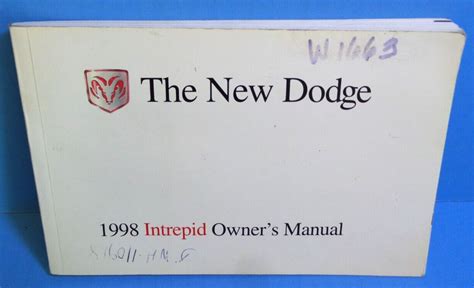 W1663
The New Dodge
1998 Intrepid Owner's Manual